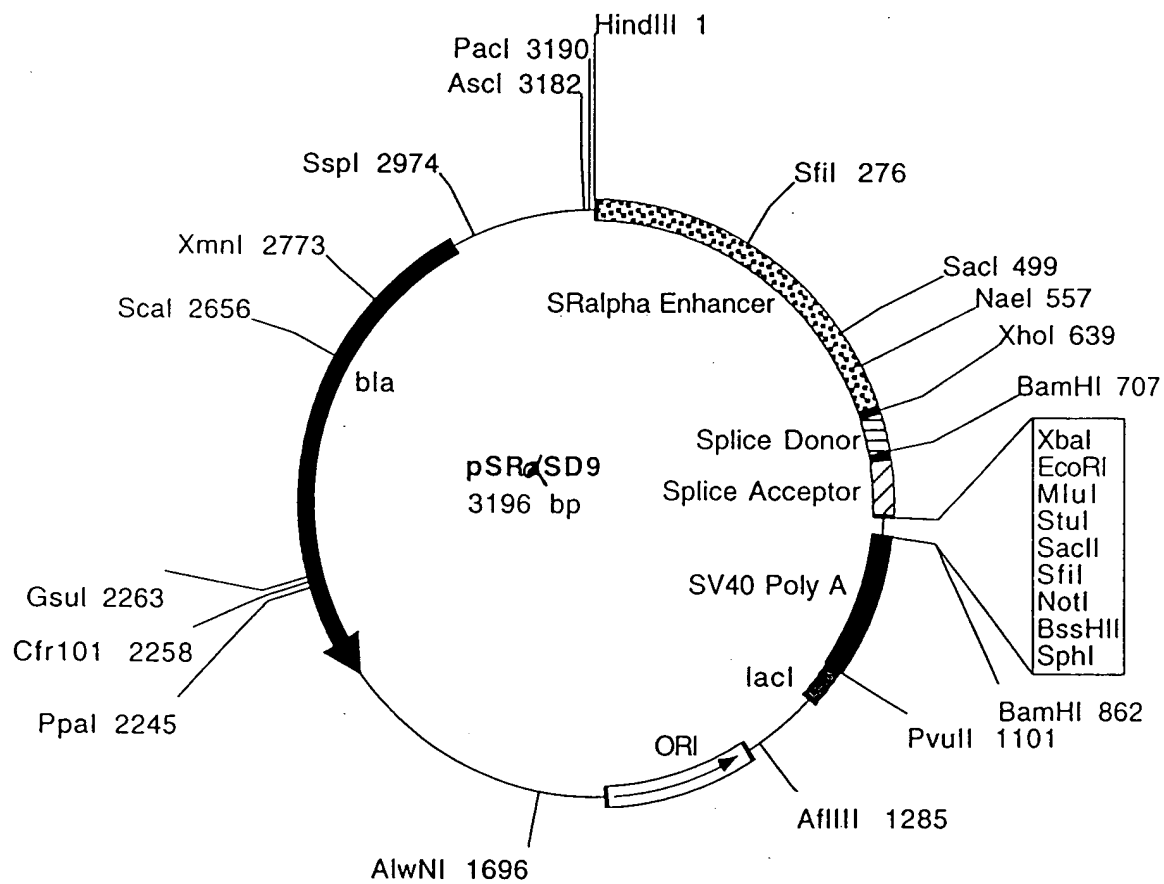 HindIII 1
PacI 3190
AscI 3182
SspI 2974
SfiI 276
XmnI 2773
SacI 499
NaeI 557
ScaI 2656
SRalpha Enhancer
XhoI 639
bla
BamHI 707
Splice Donor
pSRαSD9
3196 bp
Splice Acceptor
XbaI
EcoRI
MluI
StuI
SacII
SfiI
NotI
BssHII
SphI
SV40 Poly A
GsuI 2263
Cfr101 2258
PpaI 2245
lacI
BamHI 862
PvuII 1101
ORI
AflIII 1285
AlwNI 1696